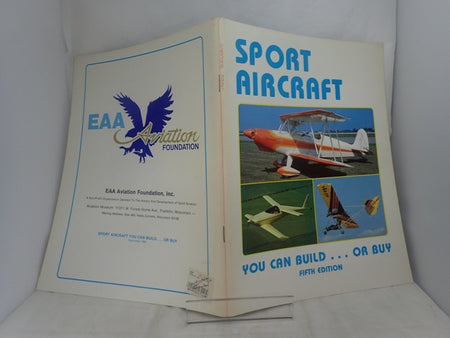 SPORT
AIRCRAFT
YOU CAN BUILD . . . OR BUY
FIFTH EDITION
EAA
Aviation
FOUNDATION
EAA Aviation Foundation, Inc.
SPORT AIRCRAFT YOU CAN BUILD . . . OR BUY